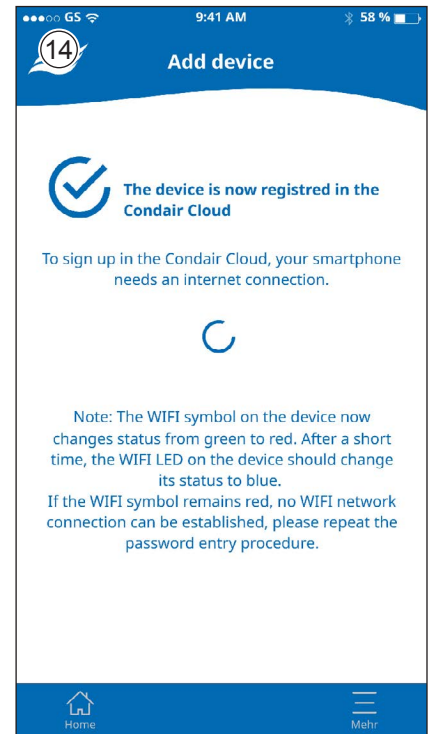 ●●●○○ GS 9:41 AM 58 %
14
Add device
The device is now registred in the
Condair Cloud
To sign up in the Condair Cloud, your smartphone
needs an internet connection.
Note: The WIFI symbol on the device now
changes status from green to red. After a short
time, the WIFI LED on the device should change
its status to blue.
If the WIFI symbol remains red, no WIFI network
connection can be established, please repeat the
password entry procedure.
Home Mehr